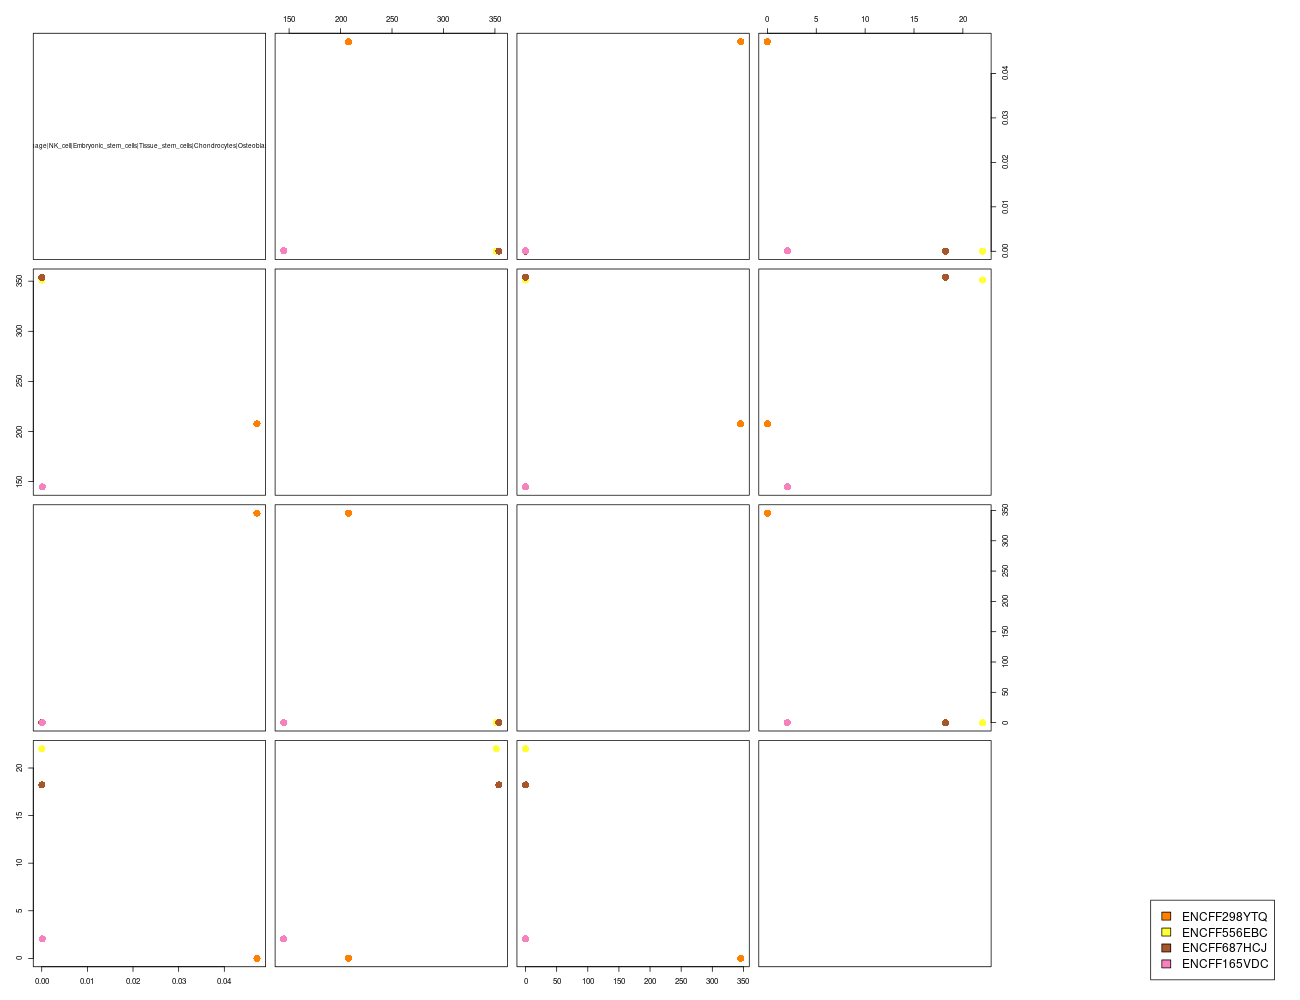 150 200 250 300 350 0 5 10 15 20
0.00 0.01 0.02 0.03 0.04
age|NK_cell|Embryonic_stem_cells|Tissue_stem_cells|Chondrocytes|Osteobla
150 200 250 300 350
0 50 100 150 200 250 300 350
0 5 10 15 20
0.00 0.01 0.02 0.03 0.04 0 50 100 150 200 250 300 350
ENCFF298YTQ
ENCFF556EBC
ENCFF687HCJ
ENCFF165VDC